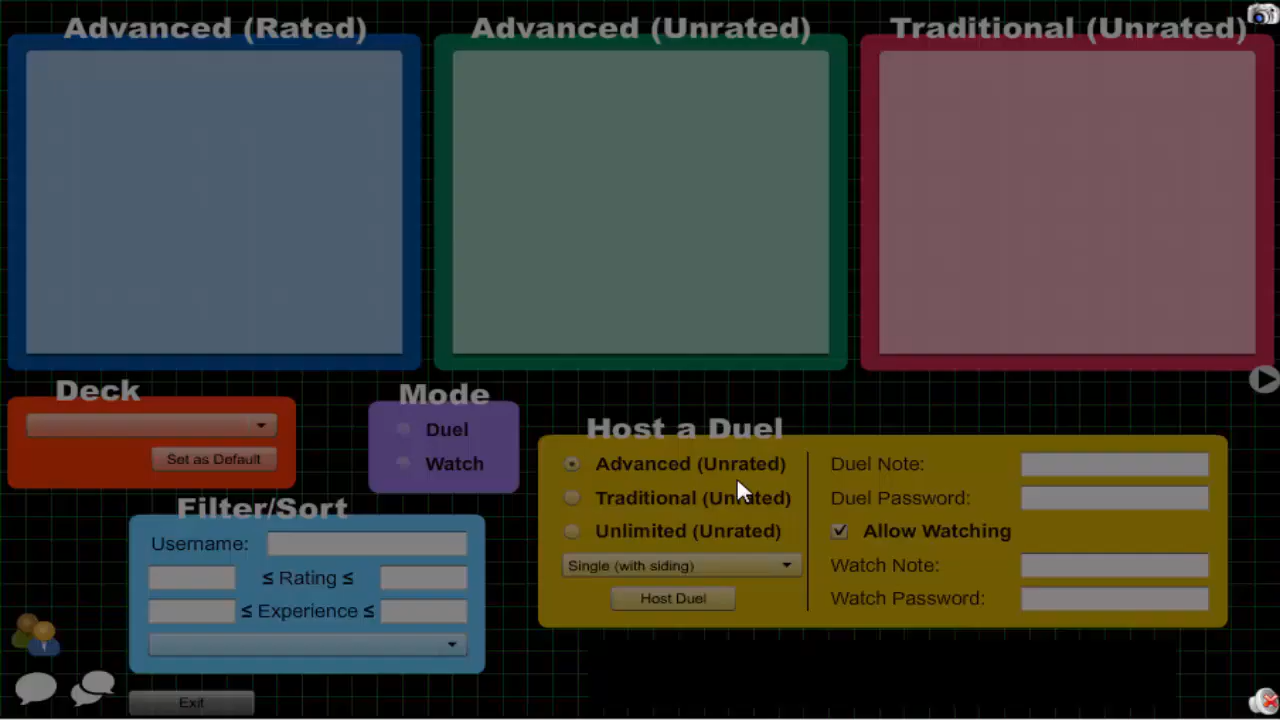 Advanced (Rated)
Advanced (Unrated)
Traditional (Unrated)
Deck
Set as Default
Mode
Duel
Watch
Filter/Sort
Username:
≤ Rating ≤
≤ Experience ≤
Exit
Host a Duel
Advanced (Unrated)
Traditional (Unrated)
Unlimited (Unrated)
Single (with siding)
Host Duel
Duel Note:
Duel Password:
Allow Watching
Watch Note:
Watch Password: